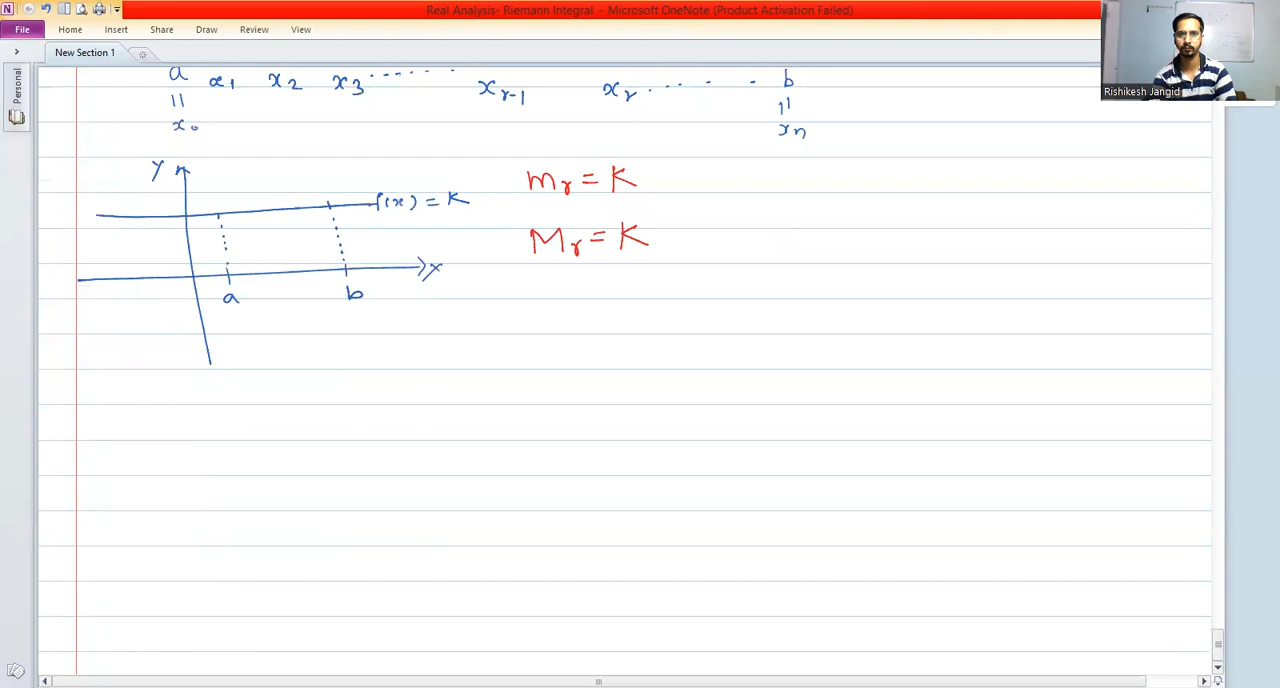 Real Analysis- Riemann Integral - Microsoft OneNote (Product Activation Failed)
File Home Insert Share Draw Review View
New Section 1
Personal
Rishikesh Jangid
a x₁ x₂ x₃ ...... xᵣ₋₁ xᵣ .... b
|| ||
x₀ xₙ
y
f(x) = K
x
a b
mᵣ = K
Mᵣ = K